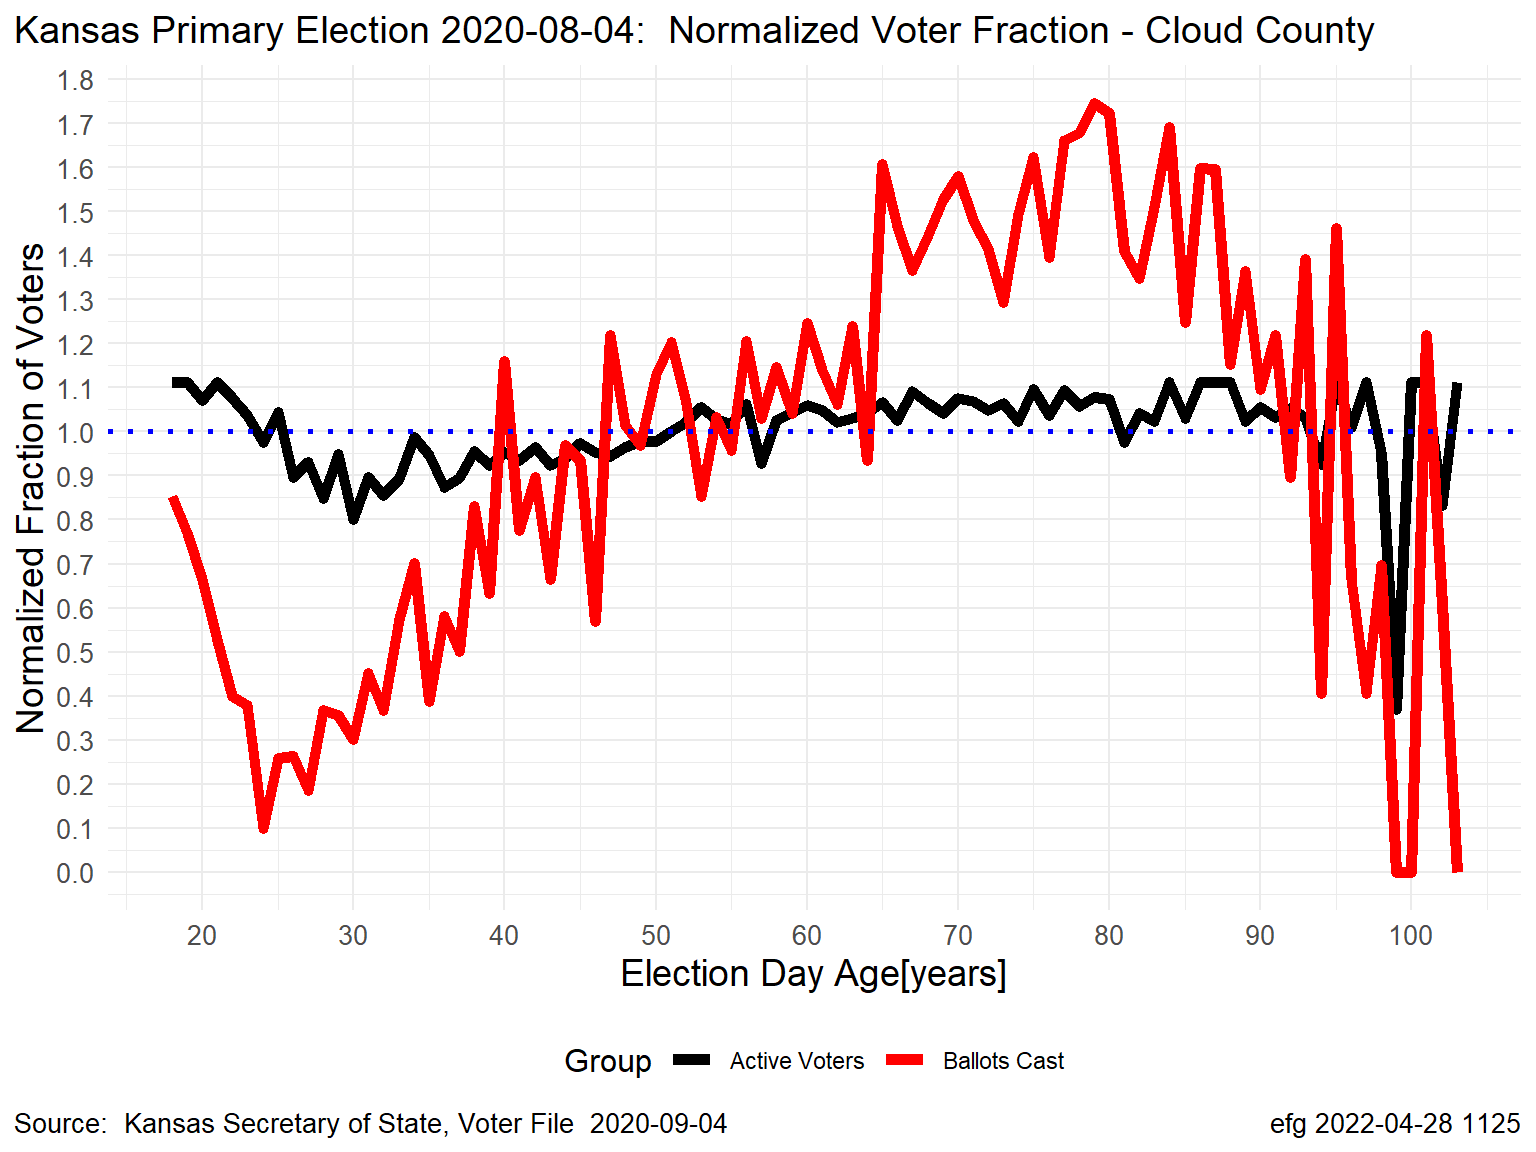 Kansas Primary Election 2020-08-04:  Normalized Voter Fraction - Cloud County
Normalized Fraction of Voters
1.8
1.7
1.6
1.5
1.4
1.3
1.2
1.1
1.0
0.9
0.8
0.7
0.6
0.5
0.4
0.3
0.2
0.1
0.0
20 30 40 50 60 70 80 90 100
Election Day Age[years]
Group Active Voters Ballots Cast
Source:  Kansas Secretary of State, Voter File  2020-09-04
efg 2022-04-28 1125